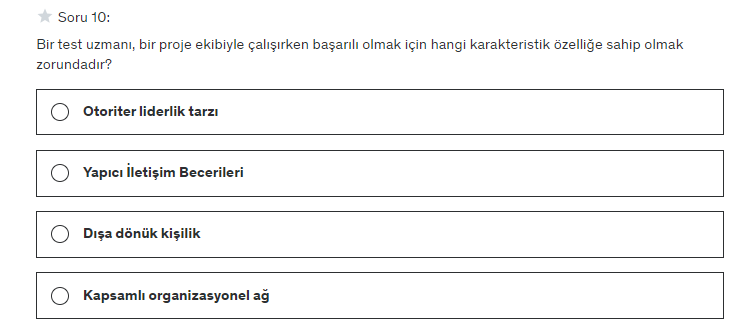 Soru 10:
Bir test uzmanı, bir proje ekibiyle çalışırken başarılı olmak için hangi karakteristik özelliğe sahip olmak
zorundadır?
Otoriter liderlik tarzı
Yapıcı İletişim Becerileri
Dışa dönük kişilik
Kapsamlı organizasyonel ağ